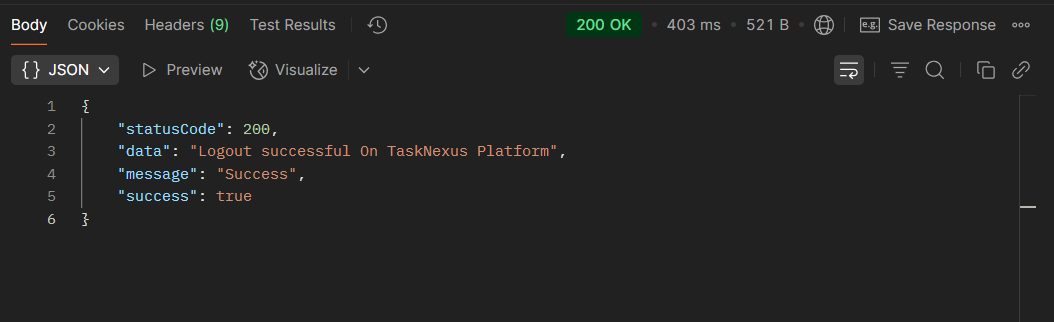 Body Cookies Headers (9) Test Results 200 OK • 403 ms • 521 B e.g. Save Response
{} JSON Preview Visualize
1 {
2 "statusCode": 200,
3 "data": "Logout successful On TaskNexus Platform",
4 "message": "Success",
5 "success": true
6 }